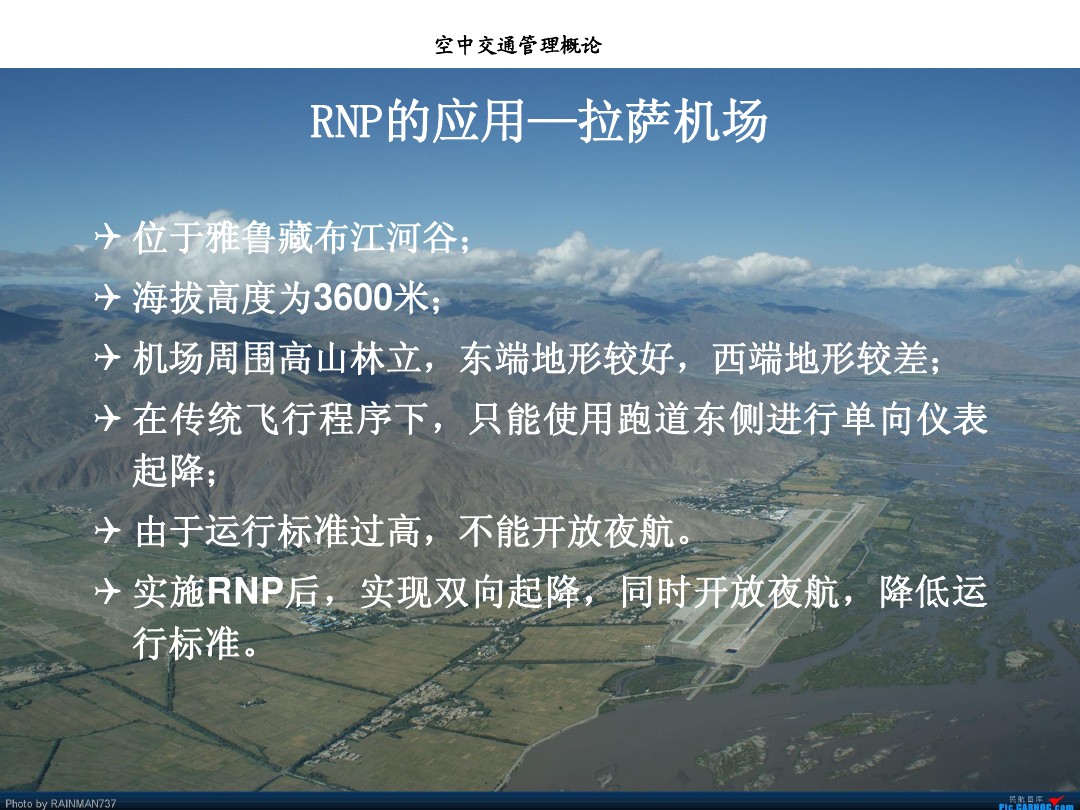 空中交通管理概论
RNP的应用—拉萨机场
位于雅鲁藏布江河谷；
海拔高度为3600米；
机场周围高山林立，东端地形较好，西端地形较差；
在传统飞行程序下，只能使用跑道东侧进行单向仪表
起降；
由于运行标准过高，不能开放夜航。
实施RNP后，实现双向起降，同时开放夜航，降低运
行标准。
Photo by RAINMAN737
民航图库
Pic.CARNOC.com